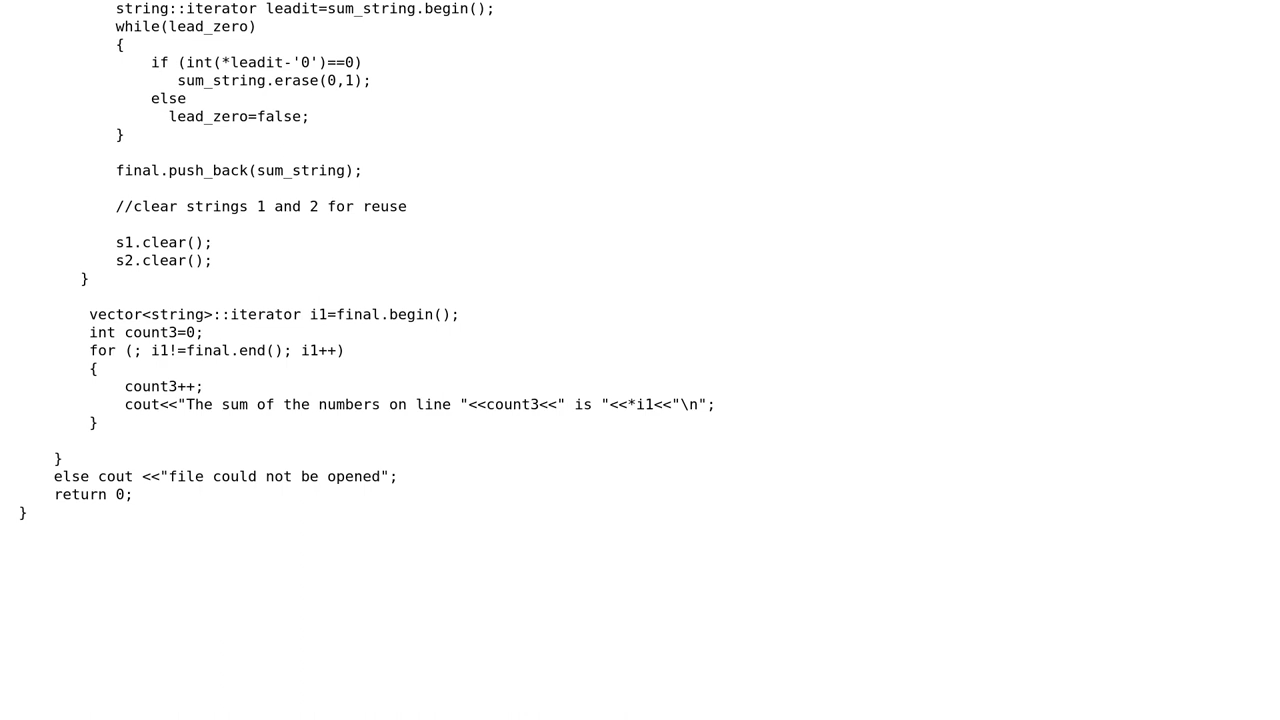 string::iterator leadit=sum_string.begin();
while(lead_zero)
{
if (int(*leadit-'0')==0)
sum_string.erase(0,1);
else
lead_zero=false;
}
final.push_back(sum_string);
//clear strings 1 and 2 for reuse
s1.clear();
s2.clear();
}
vector<string>::iterator i1=final.begin();
int count3=0;
for (; i1!=final.end(); i1++)
{
count3++;
cout<<"The sum of the numbers on line "<<count3<<" is "<<*i1<<"\n";
}
}
else cout <<"file could not be opened";
return 0;
}